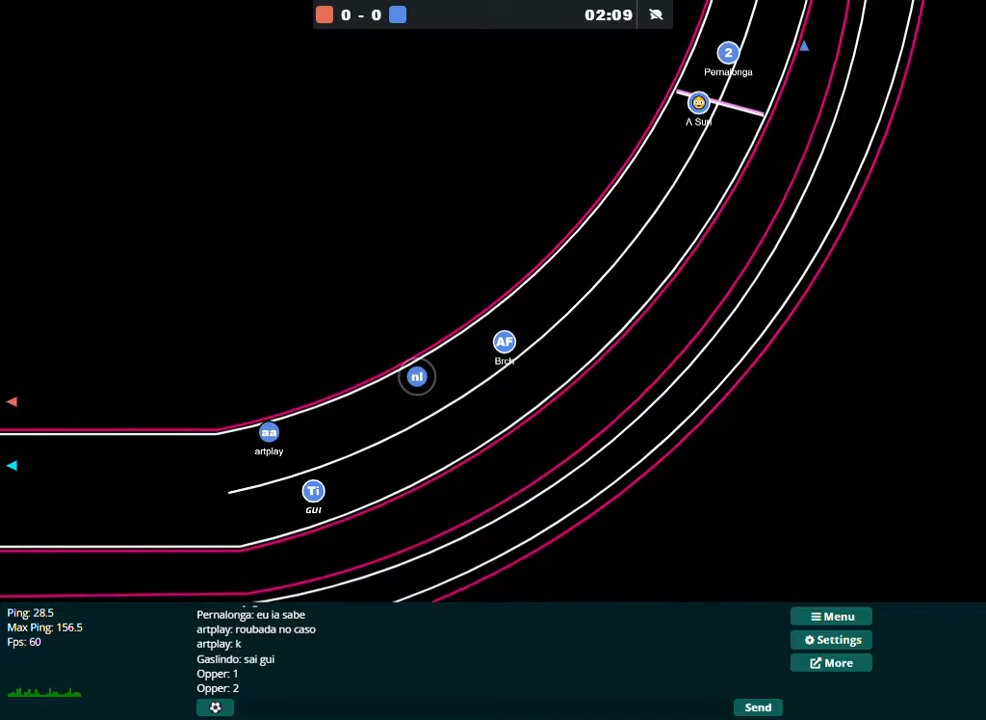 0 - 0
02:09
2
Pernalonga
A Sun
AF
Brch
nl
aa
artplay
Ti
GUI
Ping: 28.5
Max Ping: 156.5
Fps: 60
Pernalonga: eu ia sabe
artplay: roubada no caso
artplay: k
Gaslindo: sai gui
Opper: 1
Opper: 2
Menu
Settings
More
Send